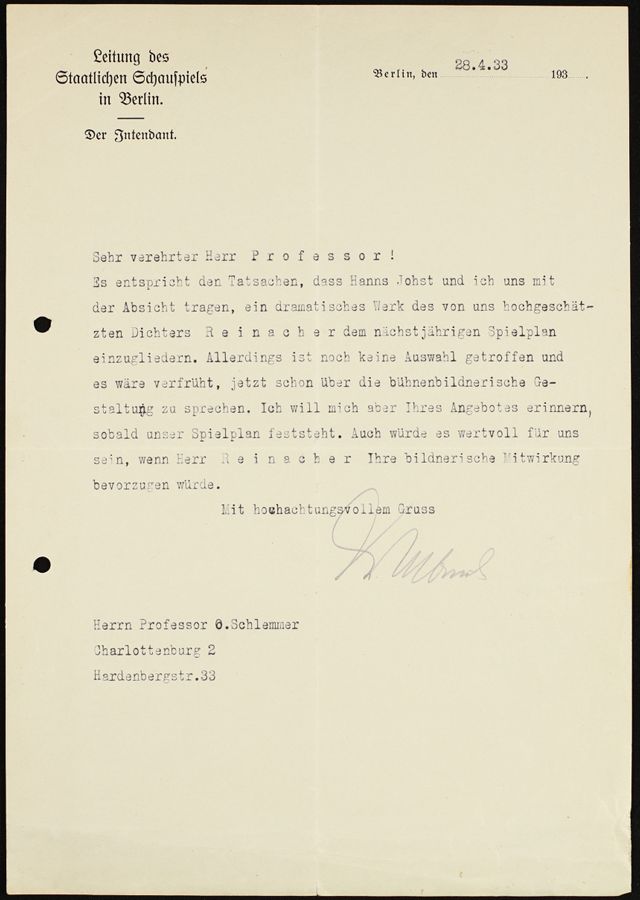 Leitung des
Staatlichen Schauspiels
in Berlin.
Der Intendant.
Berlin, den 28.4.33 193 .
Sehr verehrter Herr P r o f e s s o r !
Es entspricht den Tatsachen, dass Hanns Johst und ich uns mit
der Absicht tragen, ein dramatisches Werk des von uns hochgeschät-
zten Dichters R e i n a c h e r dem nächstjährigen Spielplan
einzugliedern. Allerdings ist noch keine Auswahl getroffen und
es wäre verfrüht, jetzt schon über die bühnenbildnerische Ge-
staltung zu sprechen. Ich will mich aber Ihres Angebotes erinnern,
sobald unser Spielplan feststeht. Auch würde es wertvoll für uns
sein, wenn Herr R e i n a c h e r Ihre bildnerische Mitwirkung
bevorzugen würde.
Mit hochachtungsvollem Gruss
Herrn Professor O.Schlemmer
Charlottenburg 2
Hardenbergstr.33